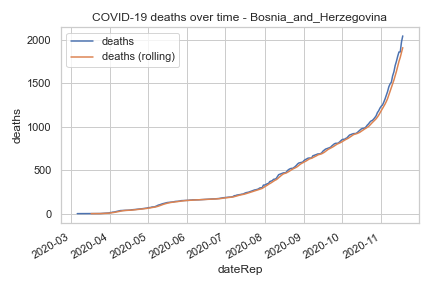 COVID-19 deaths over time - Bosnia_and_Herzegovina
deaths
deaths (rolling)
deaths
2000
1500
1000
500
0
2020-03
2020-04
2020-05
2020-06
2020-07
2020-08
2020-09
2020-10
2020-11
dateRep